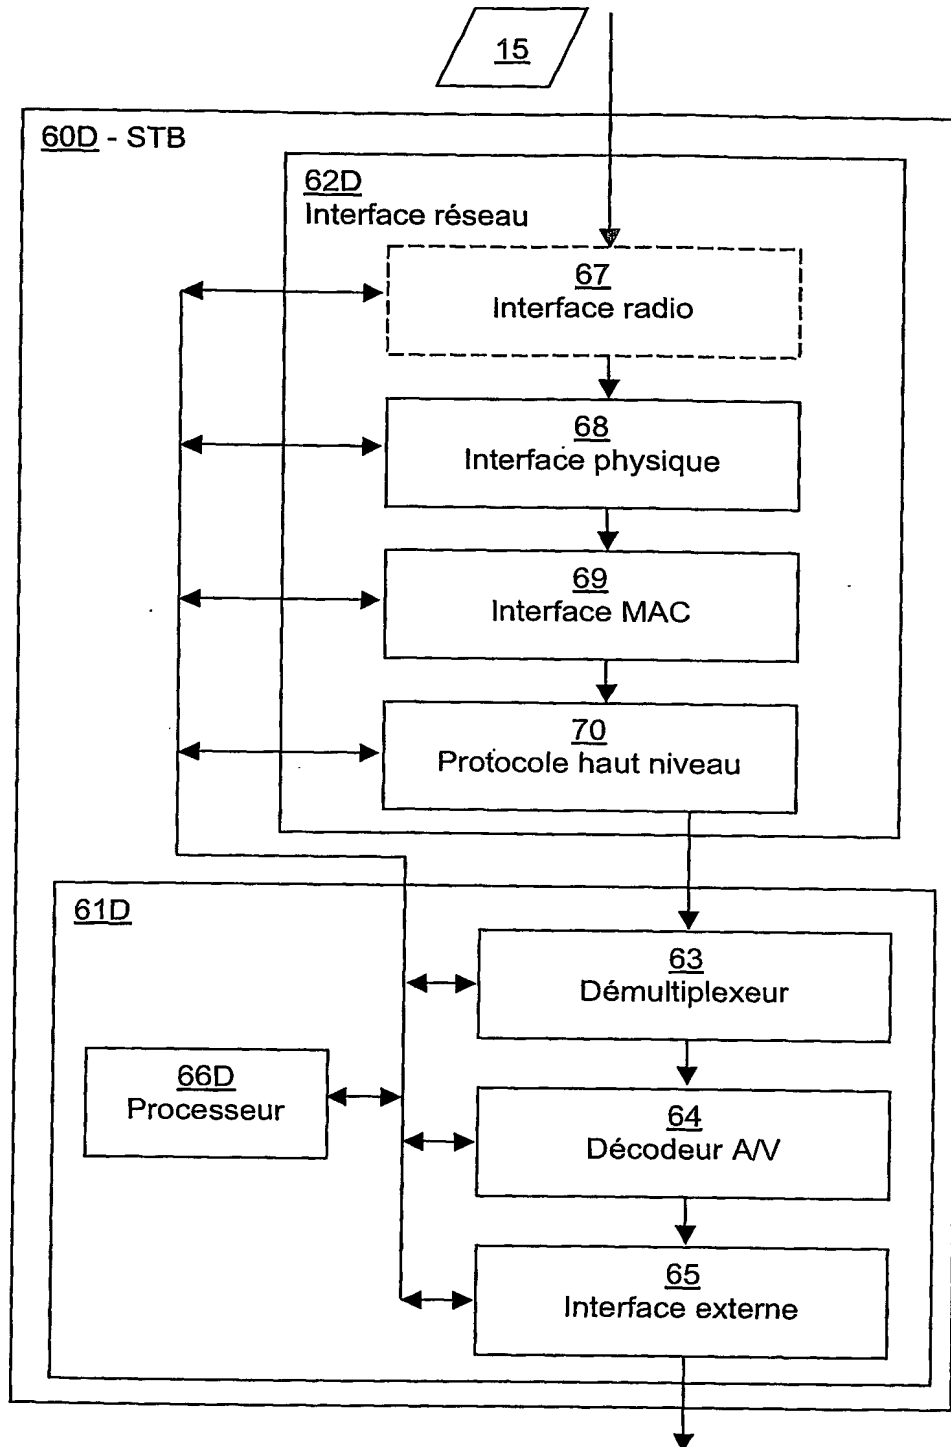 15
60D - STB
62D
Interface réseau
67
Interface radio
68
Interface physique
69
Interface MAC
70
Protocole haut niveau
61D
63
Démultiplexeur
66D
Processeur
64
Décodeur A/V
65
Interface externe